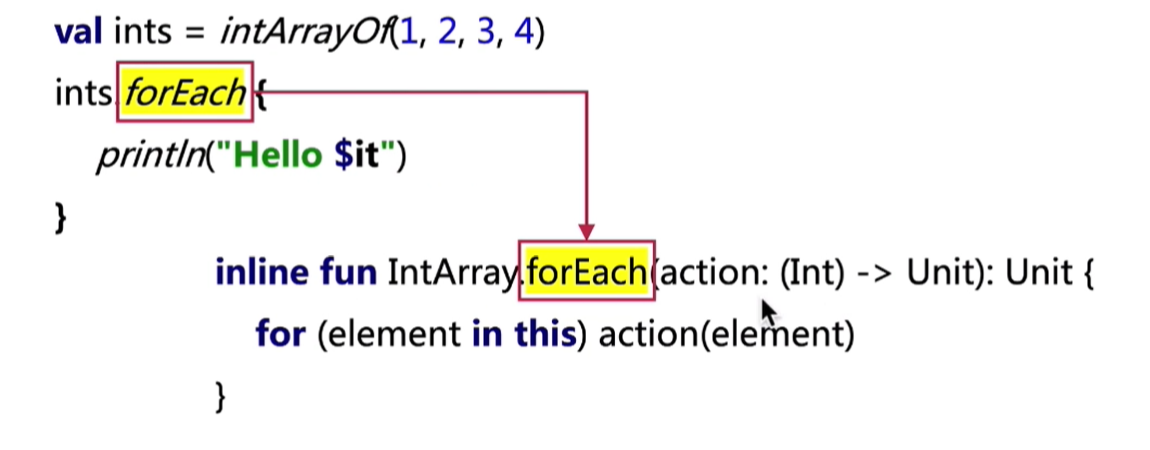 val ints = intArrayOf(1, 2, 3, 4)
ints.forEach {
println("Hello $it")
}
inline fun IntArray.forEach(action: (Int) -> Unit): Unit {
for (element in this) action(element)
}